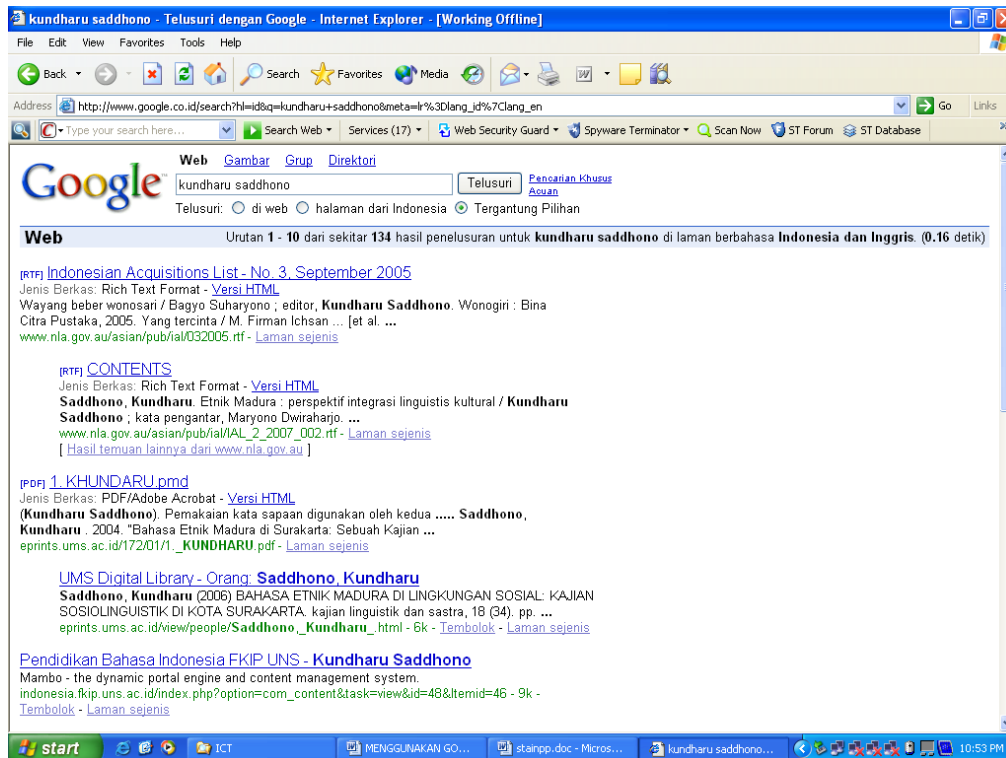 kundharu saddhono - Telusuri dengan Google - Internet Explorer - [Working Offline]
File Edit View Favorites Tools Help
Back Search Favorites Media
Address http://www.google.co.id/search?hl=id&q=kundharu+saddhono&meta=lr%3Dlang_id%7Clang_en Go Links
Type your search here... Search Web Services (17) Web Security Guard Spyware Terminator Scan Now ST Forum ST Database
Web Gambar Grup Direktori
Google kundharu saddhono Telusuri Pencarian Khusus
Acuan
Telusuri: di web halaman dari Indonesia Tergantung Pilihan
Web Urutan 1 - 10 dari sekitar 134 hasil penelusuran untuk kundharu saddhono di laman berbahasa Indonesia dan Inggris. (0.16 detik)
[RTF] Indonesian Acquisitions List - No. 3, September 2005
Jenis Berkas: Rich Text Format - Versi HTML
Wayang beber wonosari / Bagyo Suharyono ; editor, Kundharu Saddhono. Wonogiri : Bina
Citra Pustaka, 2005. Yang tercinta / M. Firman Ichsan ... [et al. ...
www.nla.gov.au/asian/pub/ial/032005.rtf - Laman sejenis
[RTF] CONTENTS
Jenis Berkas: Rich Text Format - Versi HTML
Saddhono, Kundharu. Etnik Madura : perspektif integrasi linguistis kultural / Kundharu
Saddhono ; kata pengantar, Maryono Dwiraharjo. ...
www.nla.gov.au/asian/pub/ial/IAL_2_2007_002.rtf - Laman sejenis
[ Hasil temuan lainnya dari www.nla.gov.au ]
[PDF] 1. KHUNDARU.pmd
Jenis Berkas: PDF/Adobe Acrobat - Versi HTML
(Kundharu Saddhono). Pemakaian kata sapaan digunakan oleh kedua ..... Saddhono,
Kundharu . 2004. "Bahasa Etnik Madura di Surakarta: Sebuah Kajian ...
eprints.ums.ac.id/172/01/1._KUNDHARU.pdf - Laman sejenis
UMS Digital Library - Orang: Saddhono, Kundharu
Saddhono, Kundharu (2006) BAHASA ETNIK MADURA DI LINGKUNGAN SOSIAL: KAJIAN
SOSIOLINGUISTIK DI KOTA SURAKARTA. kajian linguistik dan sastra, 18 (34). pp. ...
eprints.ums.ac.id/view/people/Saddhono,_Kundharu_.html - 6k - Tembolok - Laman sejenis
Pendidikan Bahasa Indonesia FKIP UNS - Kundharu Saddhono
Mambo - the dynamic portal engine and content management system.
indonesia.fkip.uns.ac.id/index.php?option=com_content&task=view&id=48&Itemid=46 - 9k -
Tembolok - Laman sejenis
start ICT MENGGUNAKAN GO... stainpp.doc - Micros... kundharu saddhono... 10:53 PM